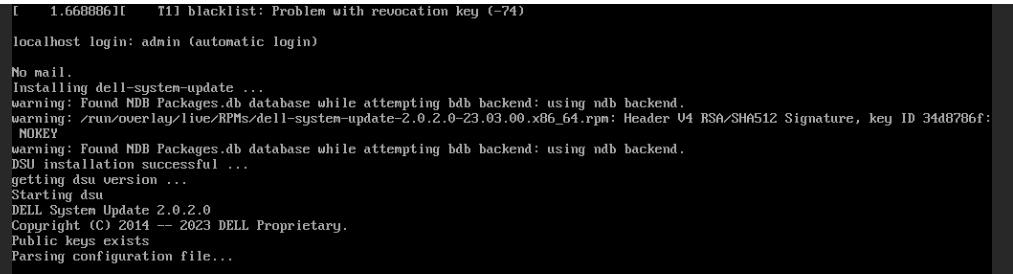 [    1.668886][    T1] blacklist: Problem with revocation key (-74)
localhost login: admin (automatic login)
No mail.
Installing dell-system-update ...
warning: Found NDB Packages.db database while attempting bdb backend: using ndb backend.
warning: /run/overlay/live/RPMs/dell-system-update-2.0.2.0-23.03.00.x86_64.rpm: Header V4 RSA/SHA512 Signature, key ID 34d8786f:
 NOKEY
warning: Found NDB Packages.db database while attempting bdb backend: using ndb backend.
DSU installation successful ...
getting dsu version ...
Starting dsu
DELL System Update 2.0.2.0
Copyright (C) 2014 -- 2023 DELL Proprietary.
Public keys exists
Parsing configuration file...